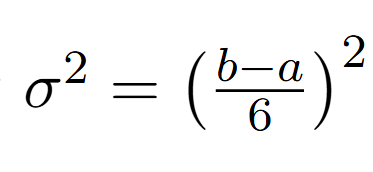 σ² = ((b−a)/6)²